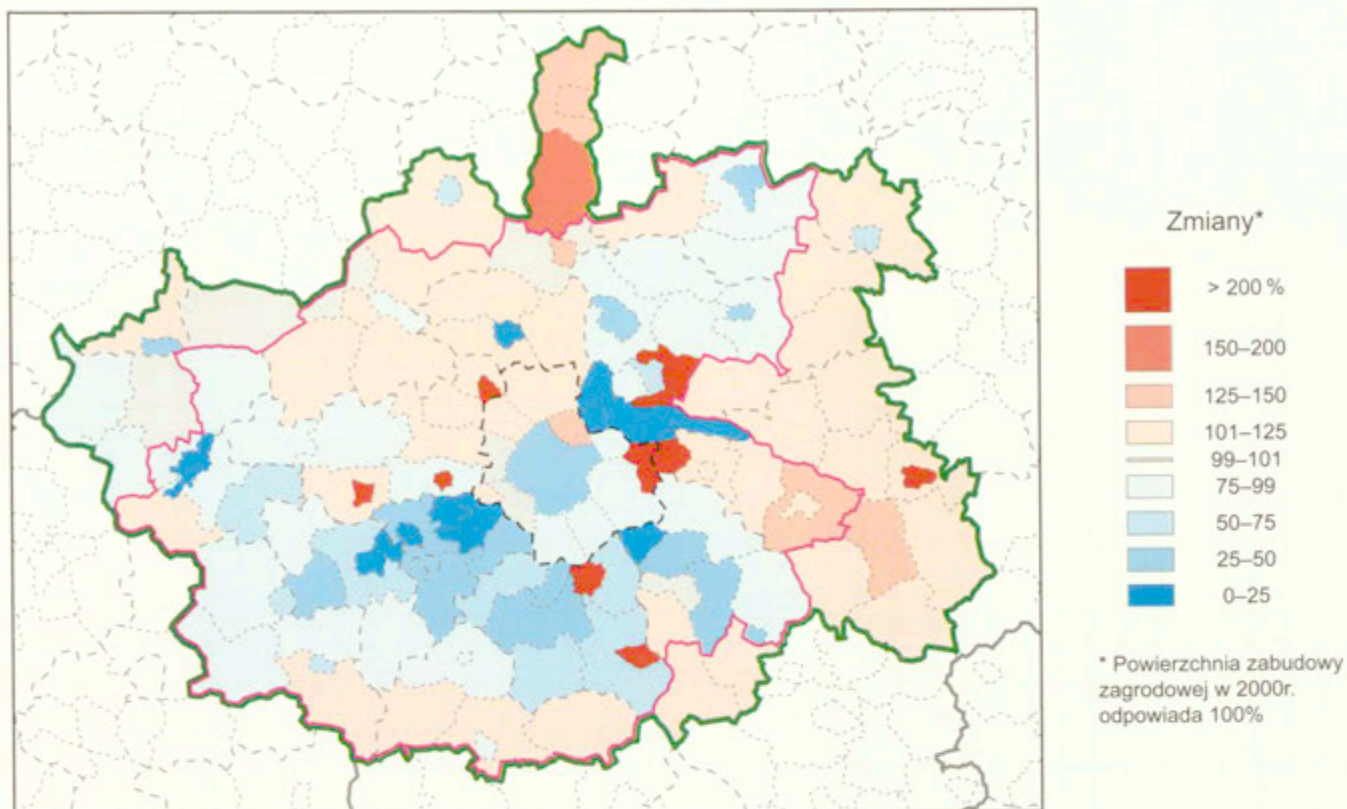 Zmiany*
> 200 %
150–200
125–150
101–125
99–101
75–99
50–75
25–50
0–25
* Powierzchnia zabudowy
zagrodowej w 2000r.
odpowiada 100%